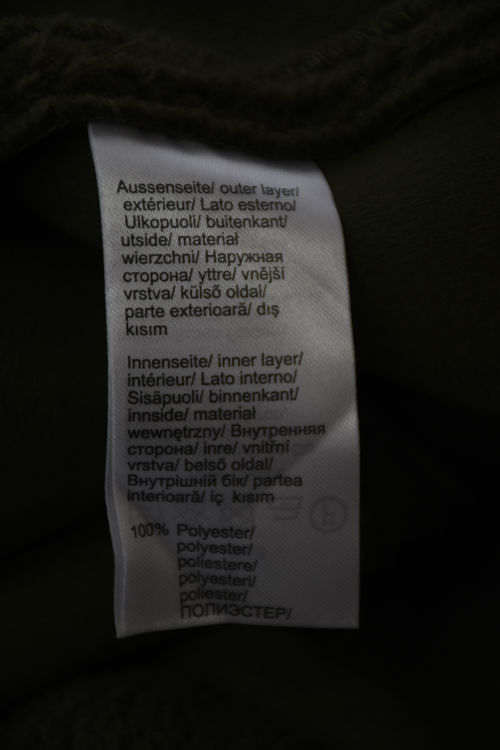 Aussenseite/ outer layer/
extérieur/ Lato esterno/
Ulkopuoli/ buitenkant/
utside/ materiał
wierzchni/ Наружная
сторона/ yttre/ vnější
vrstva/ külső oldal/
parte exterioară/ dış
kısım
Innenseite/ inner layer/
intérieur/ Lato interno/
Sisäpuoli/ binnenkant/
innside/ materiał
wewnętrzny/ Внутренняя
сторона/ inre/ vnitřní
vrstva/ belső oldal/
Внутрішній бік/ partea
interioară/ iç kısım
100% Polyester/
polyester/
poliestere/
polyesteri/
poliester/
ПОЛИЭСТЕР/